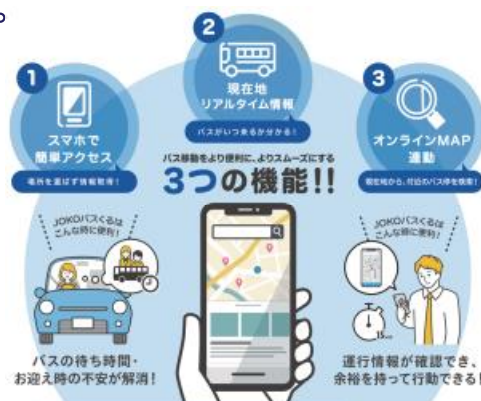 1
スマホで
簡単アクセス
場所を選ばず情報取得!
2
現在地
リアルタイム情報
バスがいつ来るか分かる!
3
オンラインMAP
連動
現在地から、付近のバス停を検索!
バス移動をより便利に、よりスムーズにする
3つの機能!!
JOKOバスくるは
こんな時に便利!
バスの待ち時間・
お迎え時の不安が解消!
JOKOバスくるは
こんな時に便利!
15min
運行情報が確認でき、
余裕を持って行動できる!